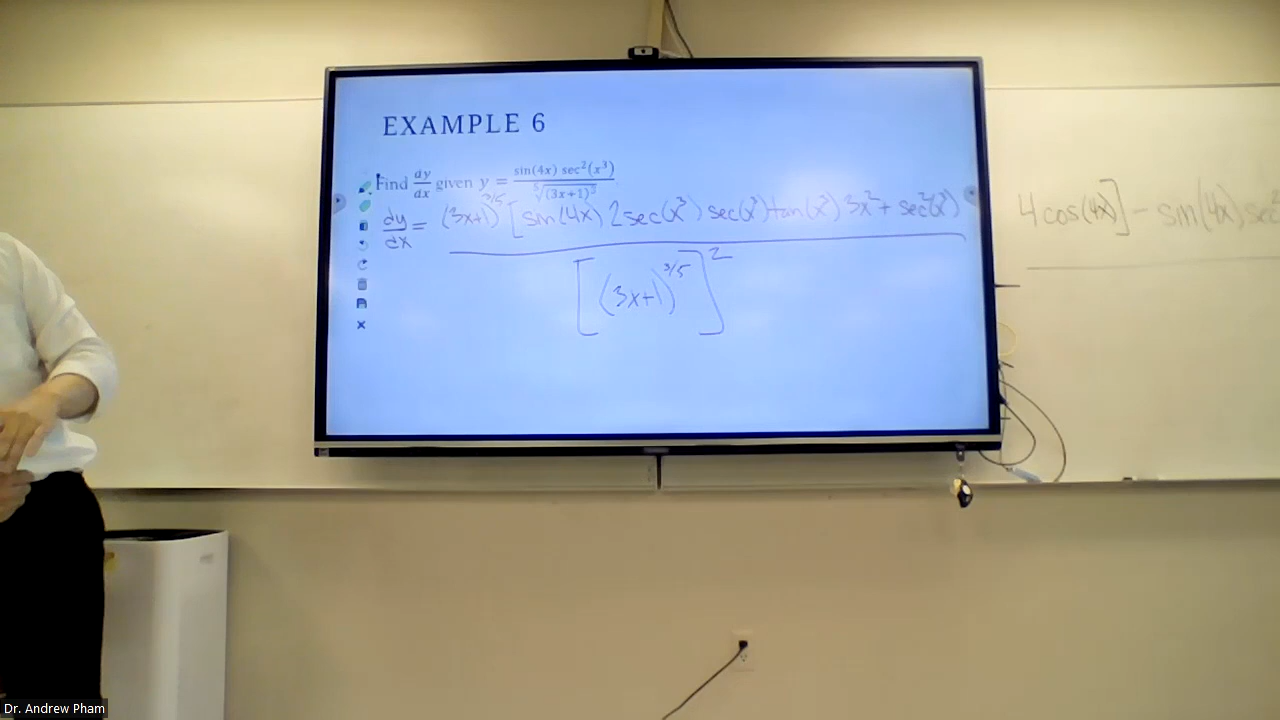 EXAMPLE 6
Find dy/dx given y = sin(4x) sec²(x³) / ⁵√(3x+1)³
dy/dx = (3x+1)^3/5 [sin(4x) 2sec(x³) sec(x³)tan(x³) 3x² + sec²(x³) 4cos(4x)] − sin(4x) sec²
[(3x+1)^3/5]²
Dr. Andrew Pham